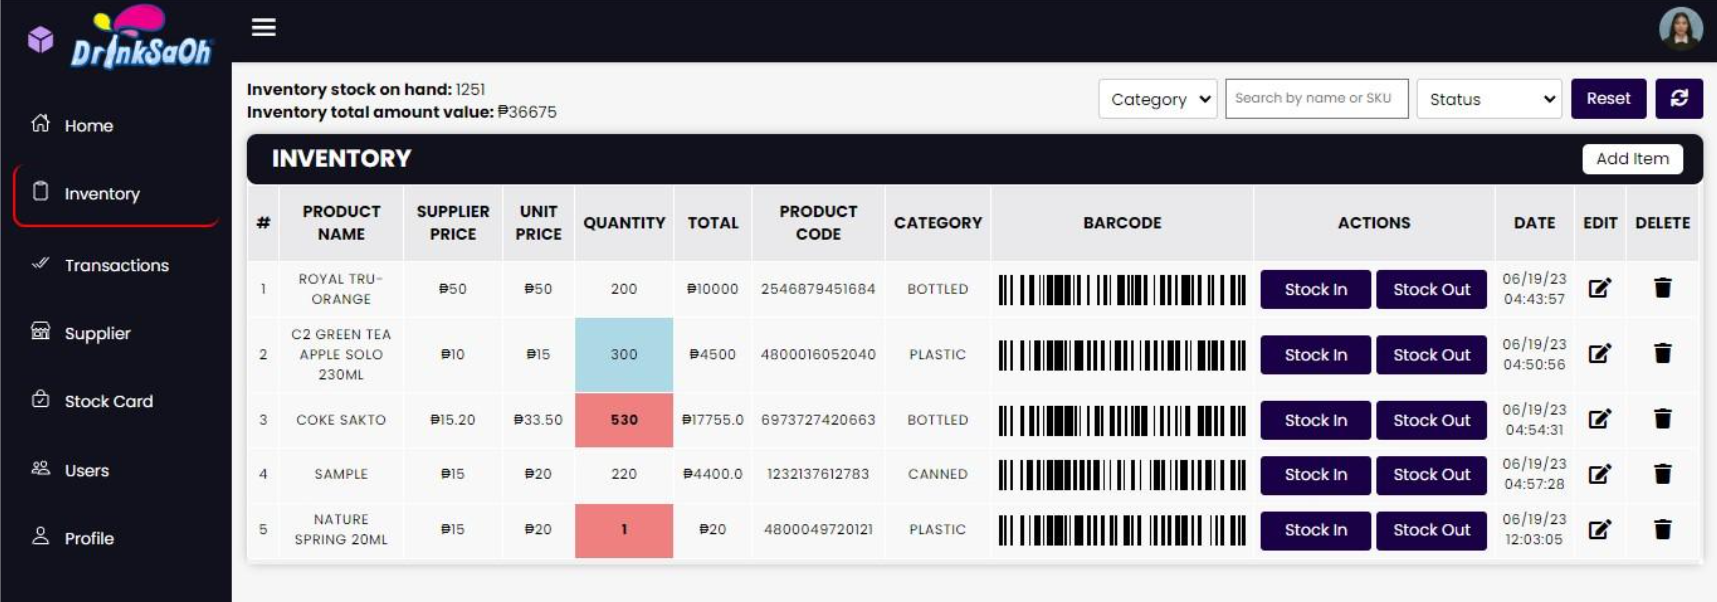 DrinkSaOh
Home
Inventory
Transactions
Supplier
Stock Card
Users
Profile
Inventory stock on hand: 1251
Inventory total amount value: ₱36675
Category
Search by name or SKU
Status
Reset
INVENTORY
Add Item
# PRODUCT NAME SUPPLIER PRICE UNIT PRICE QUANTITY TOTAL PRODUCT CODE CATEGORY BARCODE ACTIONS DATE EDIT DELETE
1 ROYAL TRU-ORANGE ₱50 ₱50 200 ₱10000 2546879451684 BOTTLED Stock In Stock Out 06/19/23 04:43:57
2 C2 GREEN TEA APPLE SOLO 230ML ₱10 ₱15 300 ₱4500 4800016052040 PLASTIC Stock In Stock Out 06/19/23 04:50:56
3 COKE SAKTO ₱15.20 ₱33.50 530 ₱17755.0 6973727420663 BOTTLED Stock In Stock Out 06/19/23 04:54:31
4 SAMPLE ₱15 ₱20 220 ₱4400.0 1232137612783 CANNED Stock In Stock Out 06/19/23 04:57:28
5 NATURE SPRING 20ML ₱15 ₱20 1 ₱20 4800049720121 PLASTIC Stock In Stock Out 06/19/23 12:03:05